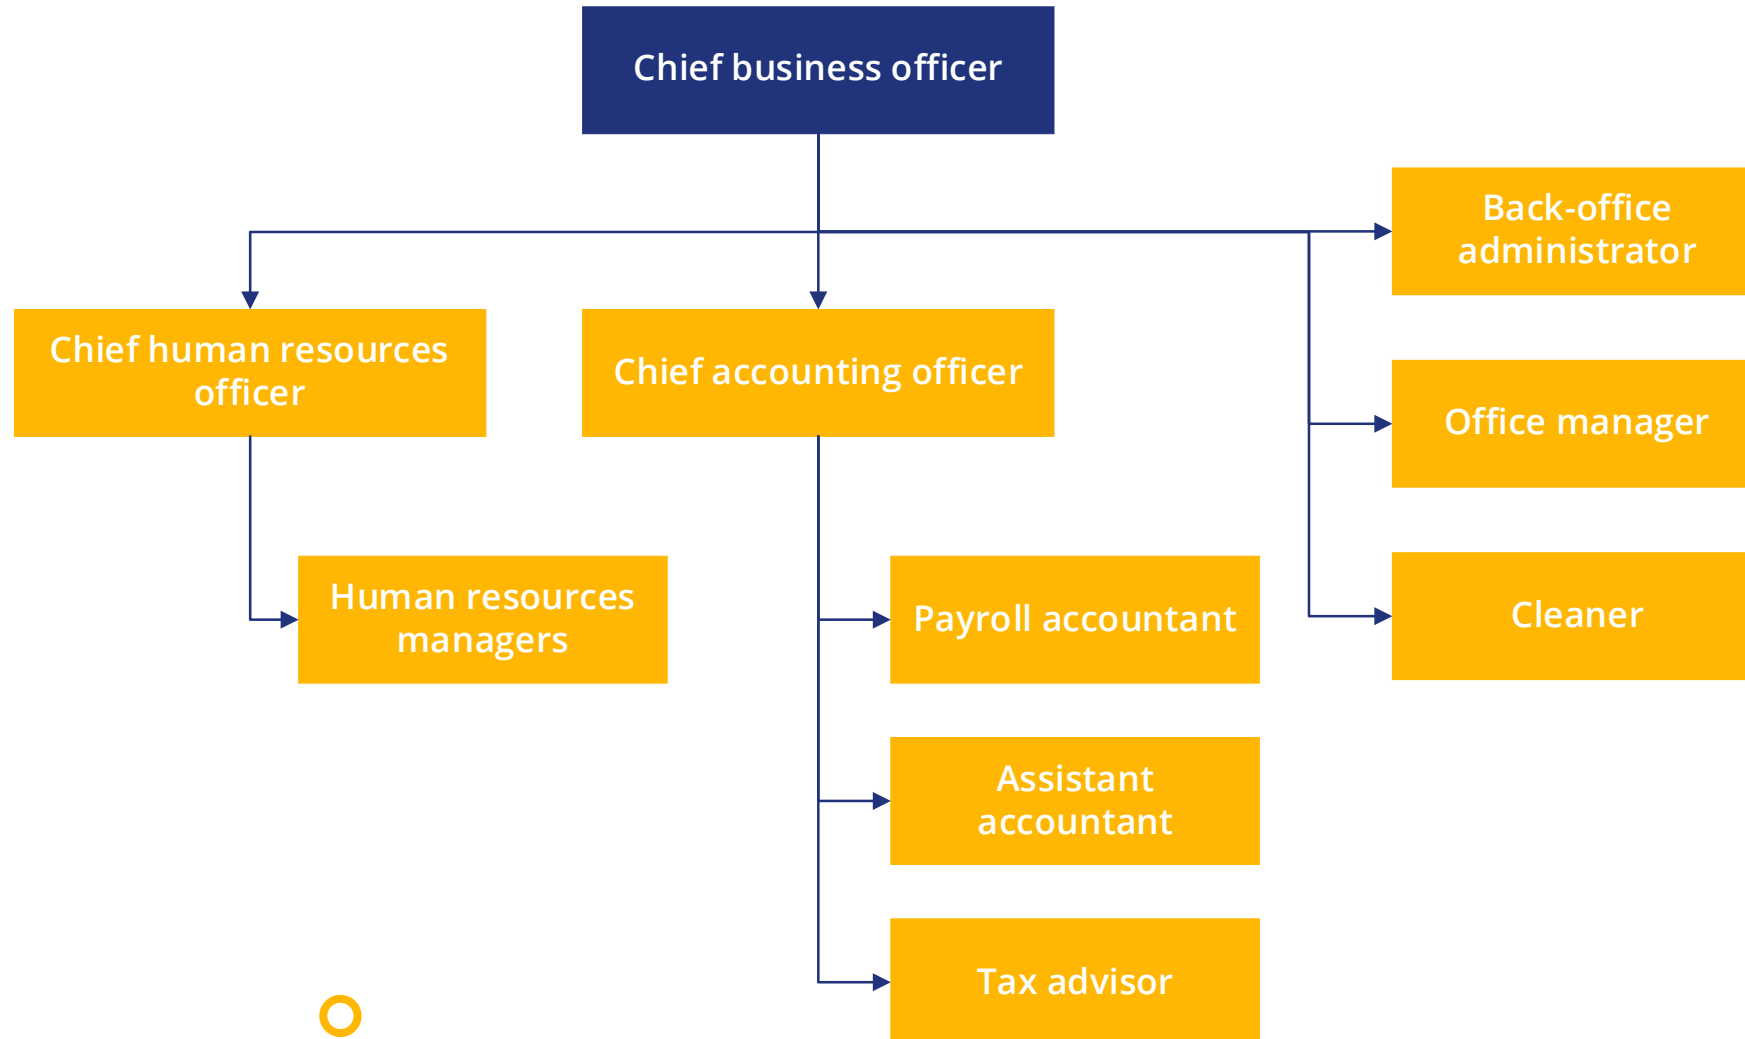 Chief business officer
Back-office
administrator
Chief human resources
officer
Chief accounting officer
Office manager
Human resources
managers
Payroll accountant
Cleaner
Assistant
accountant
Tax advisor